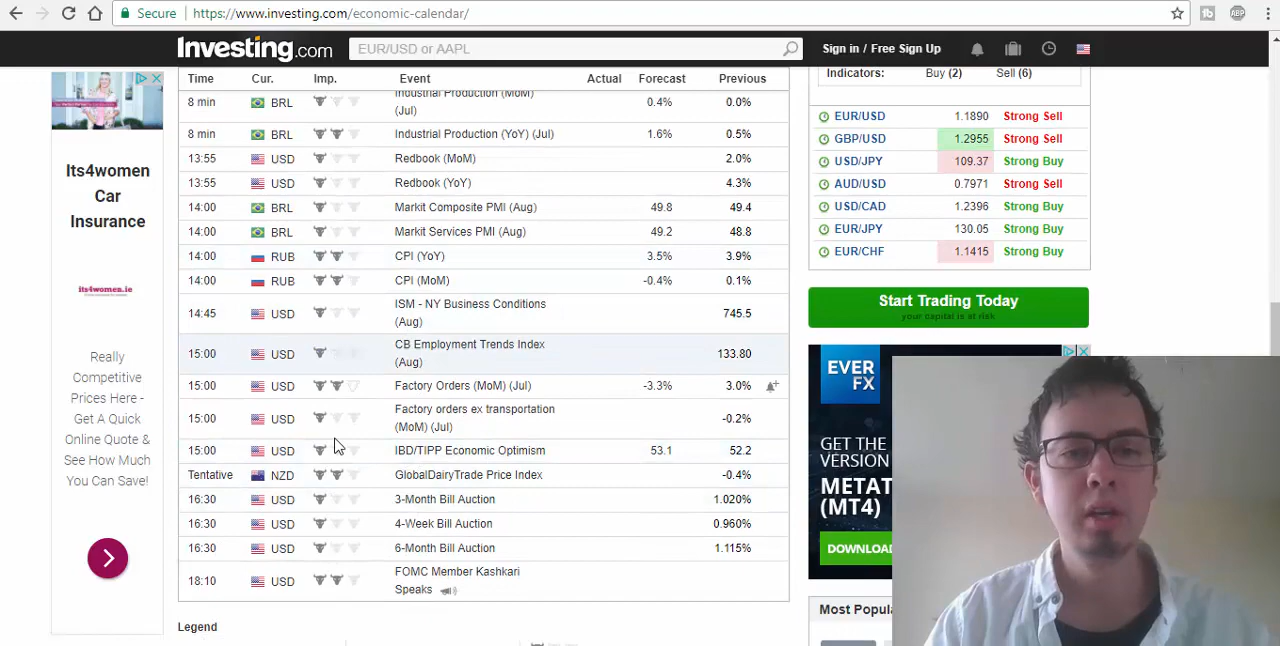 Secure
https://www.investing.com/economic-calendar/
Investing.com
EUR/USD or AAPL
Sign in / Free Sign Up
Time Cur. Imp. Event Actual Forecast Previous
8 min BRL Industrial Production (MoM) (Jul) 0.4% 0.0%
8 min BRL Industrial Production (YoY) (Jul) 1.6% 0.5%
13:55 USD Redbook (MoM) 2.0%
13:55 USD Redbook (YoY) 4.3%
14:00 BRL Markit Composite PMI (Aug) 49.8 49.4
14:00 BRL Markit Services PMI (Aug) 49.2 48.8
14:00 RUB CPI (YoY) 3.5% 3.9%
14:00 RUB CPI (MoM) -0.4% 0.1%
14:45 USD ISM - NY Business Conditions (Aug) 745.5
15:00 USD CB Employment Trends Index (Aug) 133.80
15:00 USD Factory Orders (MoM) (Jul) -3.3% 3.0%
15:00 USD Factory orders ex transportation (MoM) (Jul) -0.2%
15:00 USD IBD/TIPP Economic Optimism 53.1 52.2
Tentative NZD GlobalDairyTrade Price Index -0.4%
16:30 USD 3-Month Bill Auction 1.020%
16:30 USD 4-Week Bill Auction 0.960%
16:30 USD 6-Month Bill Auction 1.115%
18:10 USD FOMC Member Kashkari Speaks
Legend
Its4women
Car
Insurance
its4women.ie
Really
Competitive
Prices Here -
Get A Quick
Online Quote &
See How Much
You Can Save!
Indicators: Buy (2) Sell (6)
EUR/USD 1.1890 Strong Sell
GBP/USD 1.2955 Strong Sell
USD/JPY 109.37 Strong Buy
AUD/USD 0.7971 Strong Sell
USD/CAD 1.2396 Strong Buy
EUR/JPY 130.05 Strong Buy
EUR/CHF 1.1415 Strong Buy
Start Trading Today
your capital is at risk
EVER
FX
GET THE
VERSION
METAT
(MT4)
DOWNLOA
Most Popula
ABP